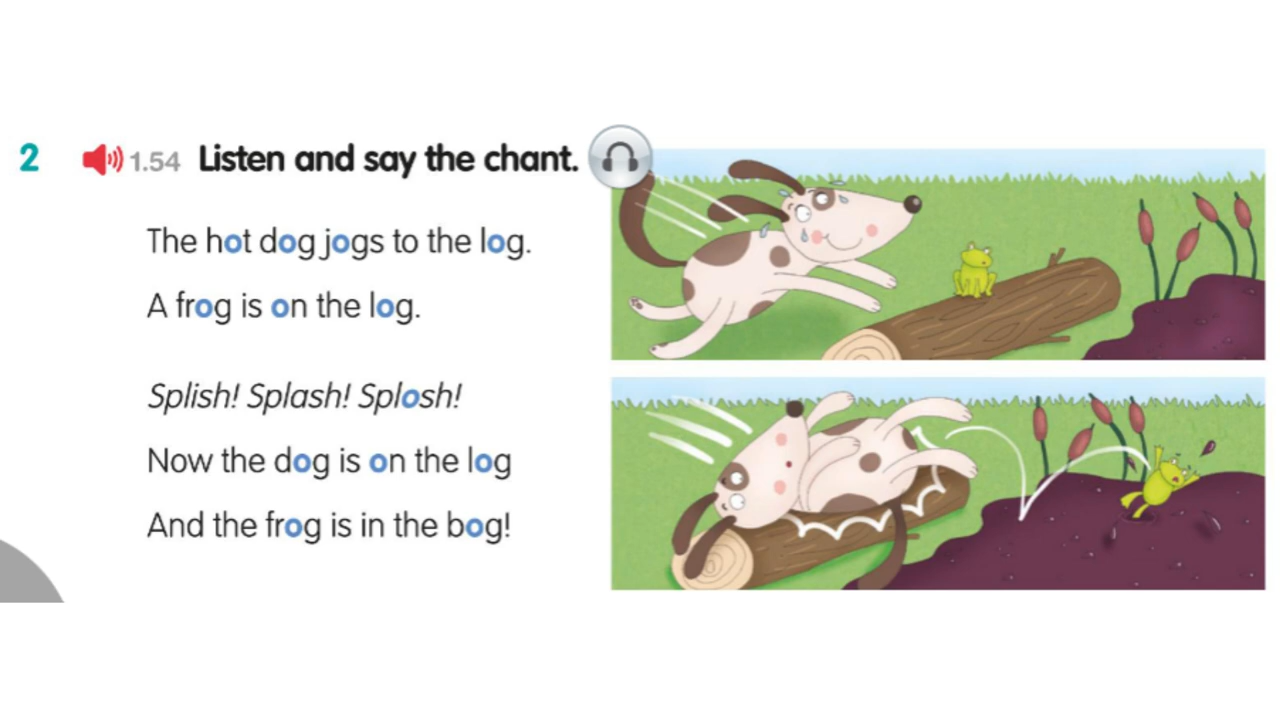 2 1.54 Listen and say the chant.
The hot dog jogs to the log.
A frog is on the log.
Splish! Splash! Splosh!
Now the dog is on the log
And the frog is in the bog!